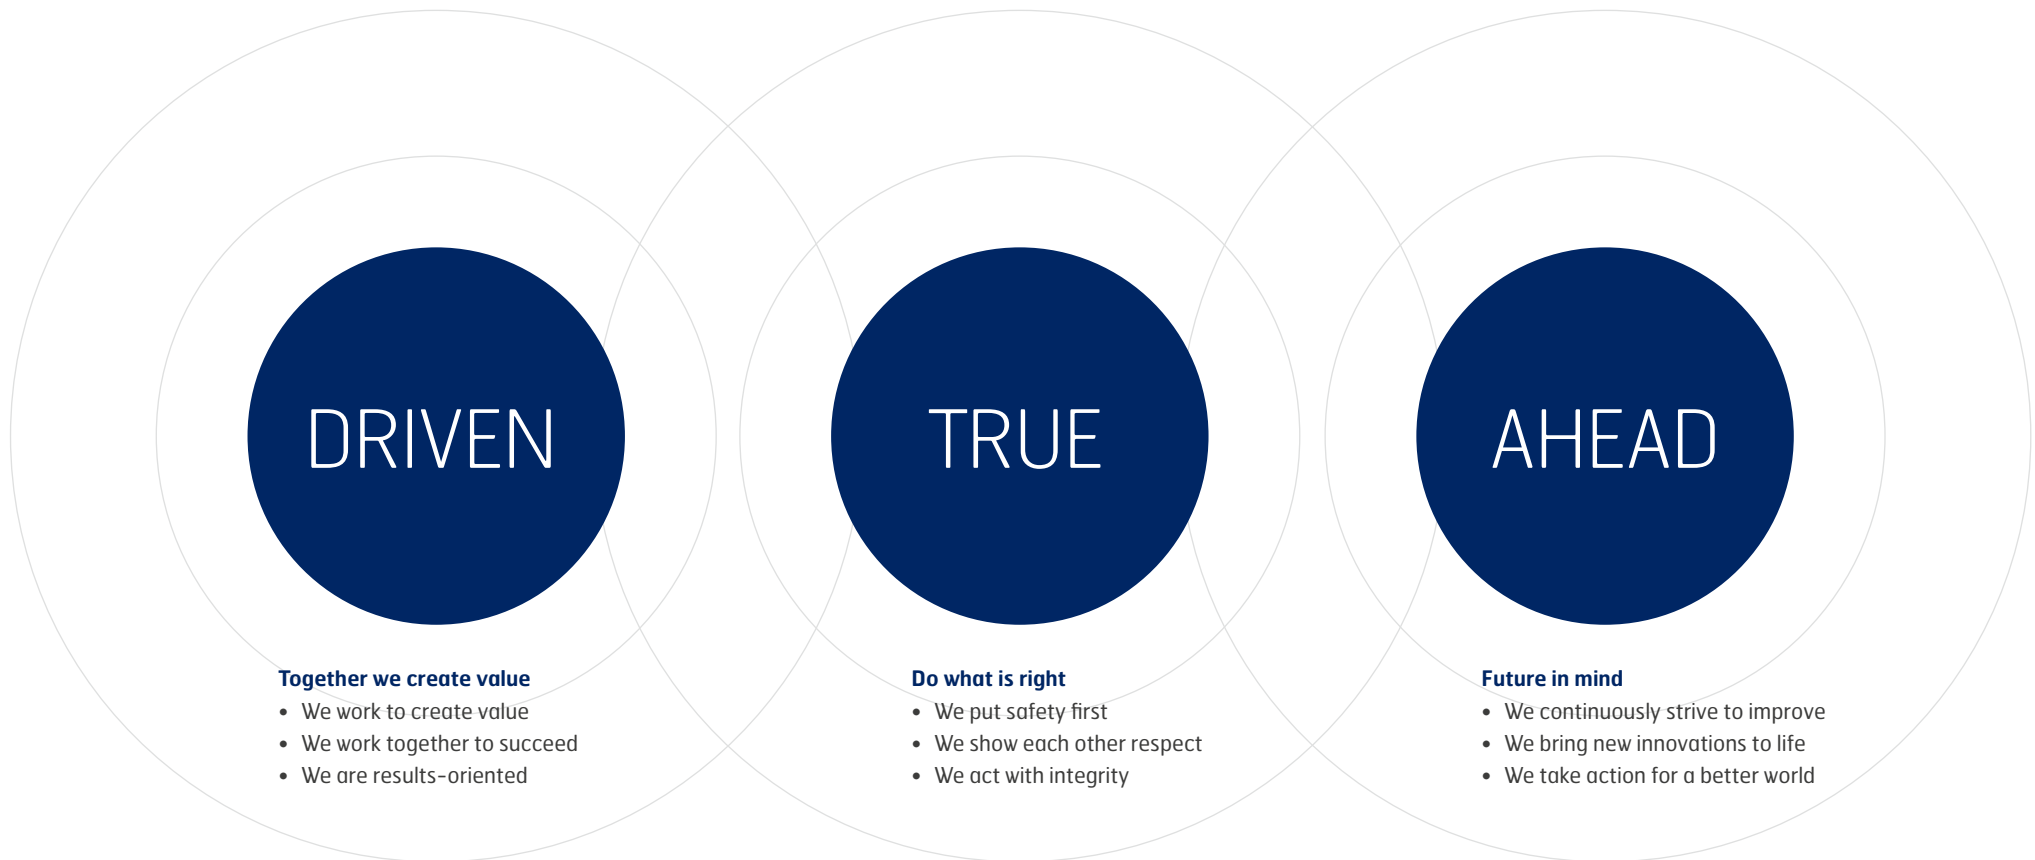 DRIVEN
Together we create value
• We work to create value
• We work together to succeed
• We are results-oriented
TRUE
Do what is right
• We put safety first
• We show each other respect
• We act with integrity
AHEAD
Future in mind
• We continuously strive to improve
• We bring new innovations to life
• We take action for a better world